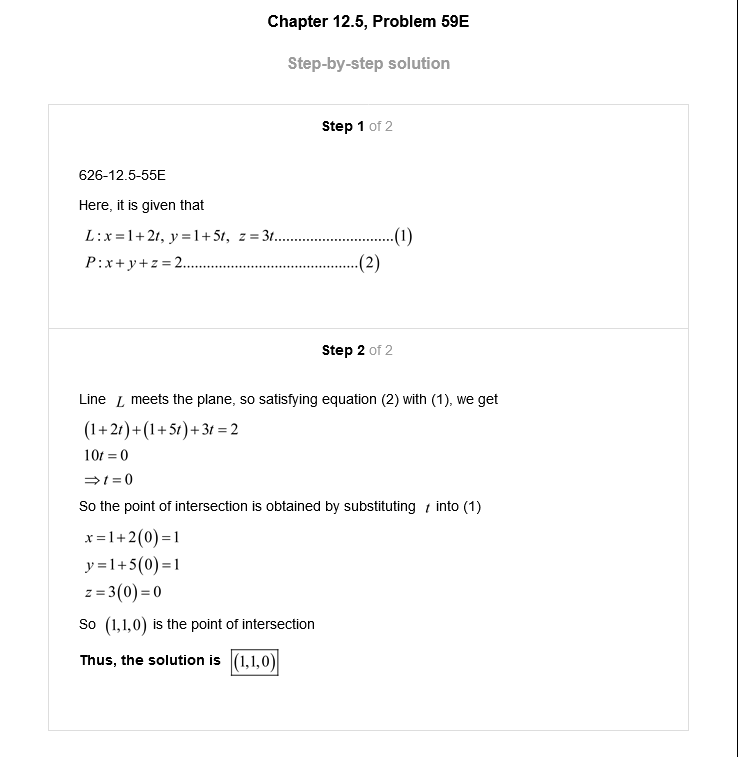 Chapter 12.5, Problem 59E
Step-by-step solution
Step 1 of 2
626-12.5-55E
Here, it is given that
L: x = 1 + 2t, y = 1 + 5t, z = 3t..............................(1)
P: x + y + z = 2............................................(2)
Step 2 of 2
Line L meets the plane, so satisfying equation (2) with (1), we get
(1 + 2t) + (1 + 5t) + 3t = 2
10t = 0
⇒ t = 0
So the point of intersection is obtained by substituting t into (1)
x = 1 + 2(0) = 1
y = 1 + 5(0) = 1
z = 3(0) = 0
So (1,1,0) is the point of intersection
Thus, the solution is (1,1,0)